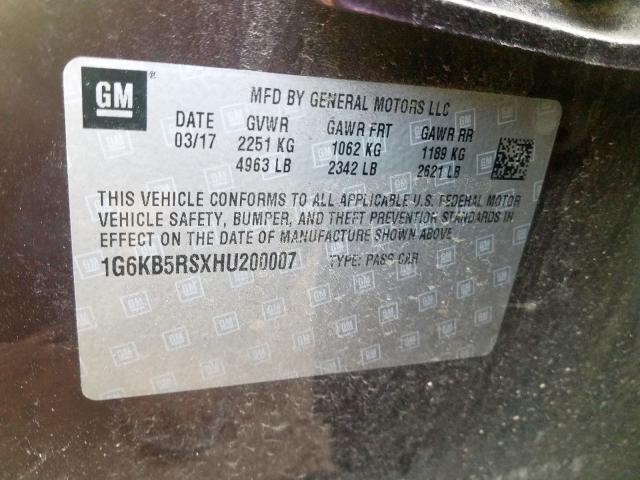 GM ®
MFD BY GENERAL MOTORS LLC
DATE GVWR GAWR FRT GAWR RR
03/17 2251 KG 1062 KG 1189 KG
4963 LB 2342 LB 2621 LB
THIS VEHICLE CONFORMS TO ALL APPLICABLE U.S. FEDERAL MOTOR
VEHICLE SAFETY, BUMPER, AND THEFT PREVENTION STANDARDS IN
EFFECT ON THE DATE OF MANUFACTURE SHOWN ABOVE
1G6KB5RSXHU200007 TYPE: PASS CAR